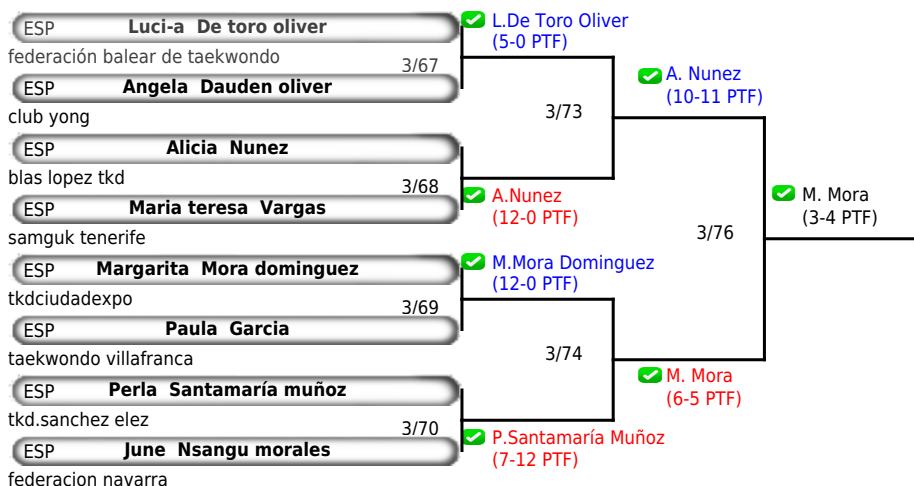 ESP Luci-a De toro oliver
federación balear de taekwondo
3/67
ESP Angela Dauden oliver
club yong
ESP Alicia Nunez
blas lopez tkd
3/68
ESP Maria teresa Vargas
samguk tenerife
ESP Margarita Mora dominguez
tkdciudadexpo
3/69
ESP Paula Garcia
taekwondo villafranca
ESP Perla Santamaría muñoz
tkd.sanchez elez
3/70
ESP June Nsangu morales
federacion navarra
L.De Toro Oliver
(5-0 PTF)
3/73
A.Nunez
(12-0 PTF)
M.Mora Dominguez
(12-0 PTF)
3/74
P.Santamaría Muñoz
(7-12 PTF)
A. Nunez
(10-11 PTF)
3/76
M. Mora
(6-5 PTF)
M. Mora
(3-4 PTF)